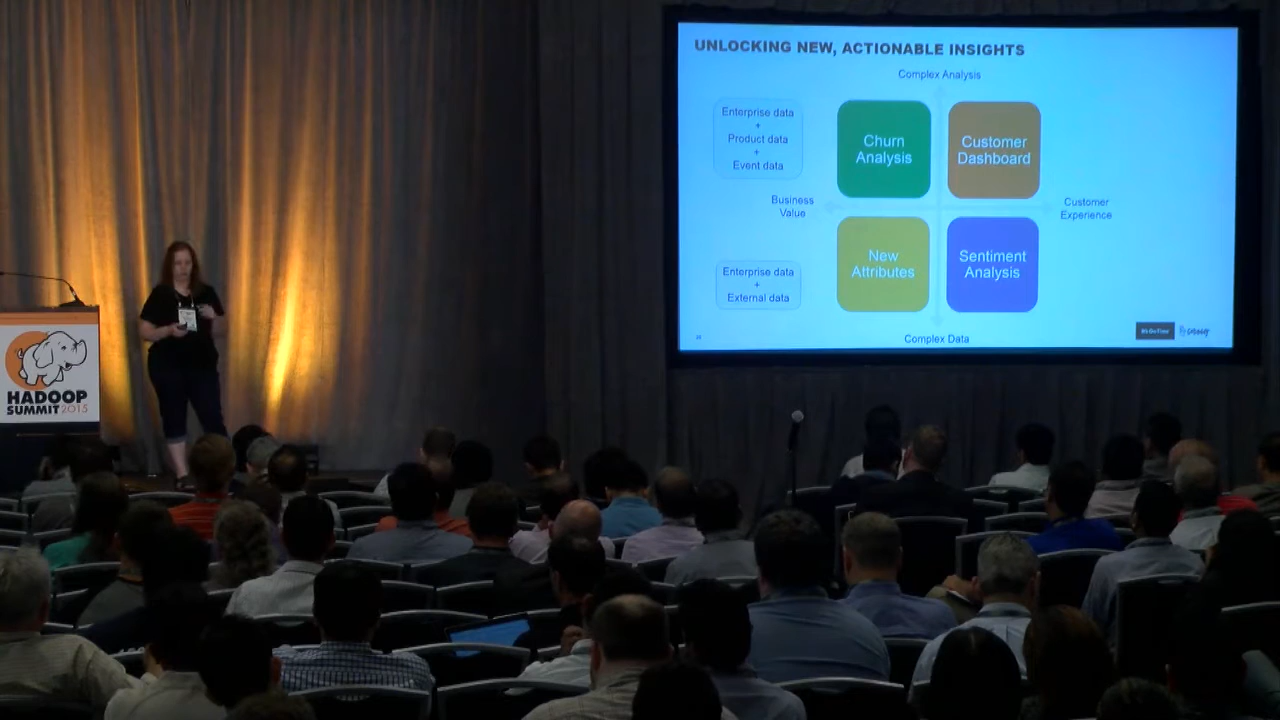 UNLOCKING NEW, ACTIONABLE INSIGHTS
Complex Analysis
Enterprise data
+
Product data
+
Event data
Churn
Analysis
Customer
Dashboard
Business
Value
Customer
Experience
Enterprise data
+
External data
New
Attributes
Sentiment
Analysis
Complex Data
HADOOP
SUMMIT 2015